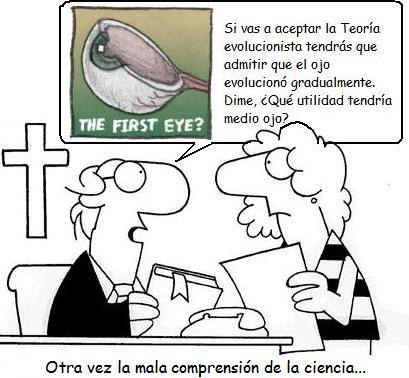 THE FIRST EYE?
Si vas a aceptar la Teoría
evolucionista tendrás que
admitir que el ojo
evolucionó gradualmente.
Dime, ¿Qué utilidad tendría
medio ojo?
Otra vez la mala comprensión de la ciencia...